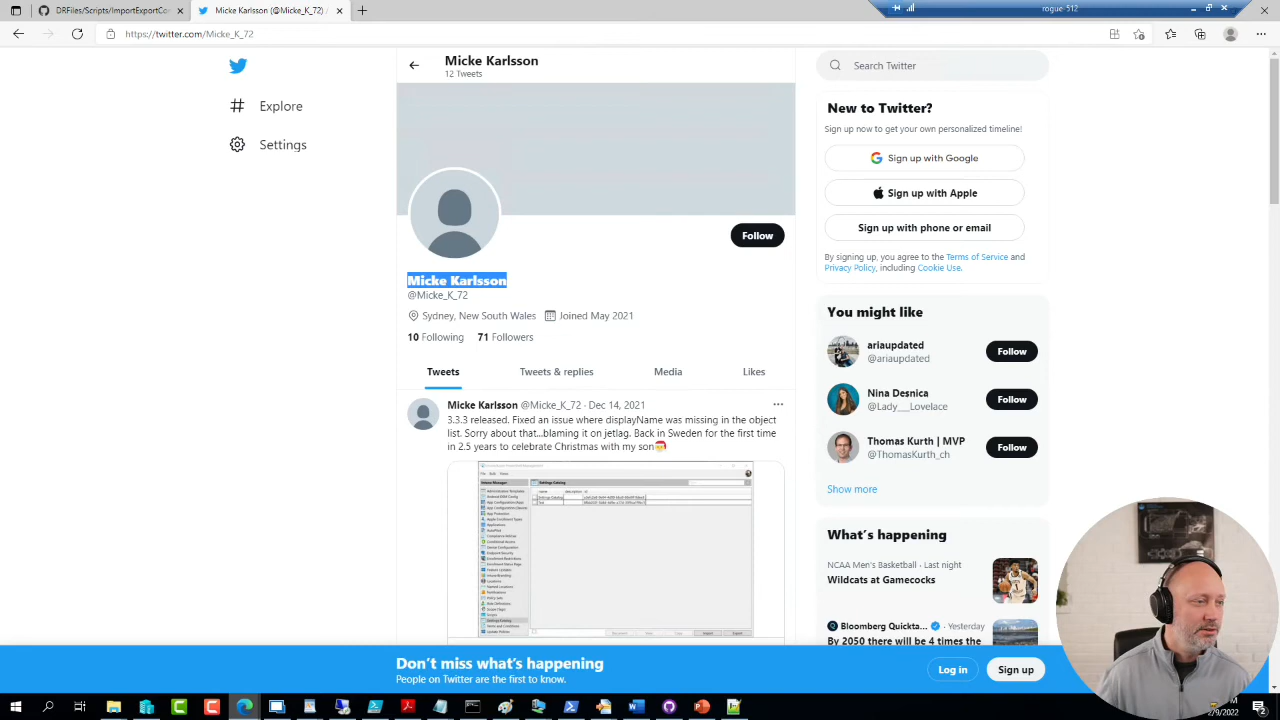 DRFiles/Scripts/ImportExportCo
Micke Karlsson (@Micke_K_72) /
rogue-512
https://twitter.com/Micke_K_72
Micke Karlsson
12 Tweets
Search Twitter
Explore
Settings
New to Twitter?
Sign up now to get your own personalized timeline!
Sign up with Google
Sign up with Apple
Sign up with phone or email
By signing up, you agree to the Terms of Service and
Privacy Policy, including Cookie Use.
Follow
Micke Karlsson
@Micke_K_72
Sydney, New South Wales Joined May 2021
10 Following 71 Followers
Tweets Tweets & replies Media Likes
Micke Karlsson @Micke_K_72 · Dec 14, 2021
3.3.3 released. Fixed an issue where displayName was missing in the object
list. Sorry about that...blaming it on jetlag. Back in Sweden for the first time
in 2.5 years to celebrate Christmas with my son🎅
You might like
ariaupdated
@ariaupdated
Follow
Nina Desnica
@Lady___Lovelace
Follow
Thomas Kurth | MVP
@ThomasKurth_ch
Follow
Show more
What's happening
NCAA Men's Basketball · Last night
Wildcats at Gamecocks
Bloomberg Quickta... · Yesterday
By 2050 there will be 4 times the
Don't miss what's happening
People on Twitter are the first to know.
Log in
Sign up
2/9/2022